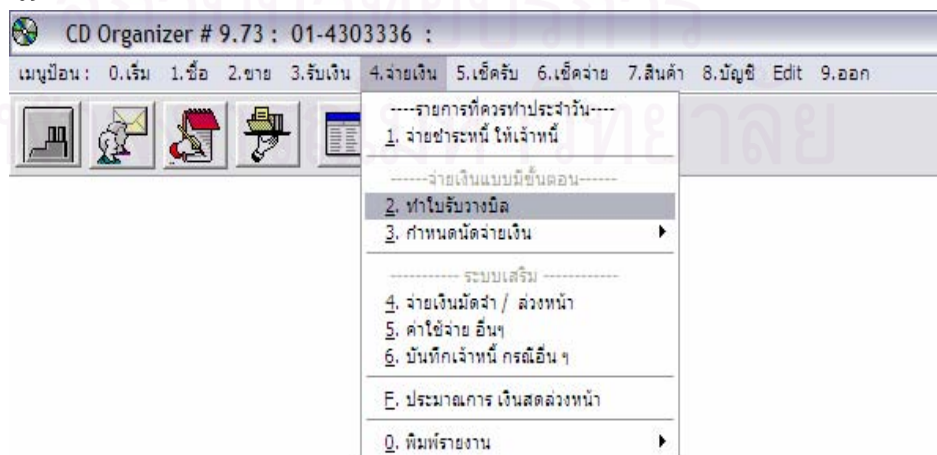 CD Organizer # 9.73 : 01-4303336 :
เมนูป้อน : 0.เริ่ม 1.ซื้อ 2.ขาย 3.รับเงิน 4.จ่ายเงิน 5.เช็ครับ 6.เช็คจ่าย 7.สินค้า 8.บัญชี Edit 9.ออก
----รายการที่ควรทำประจำวัน----
1. จ่ายชำระหนี้ ให้เจ้าหนี้
------จ่ายเงินแบบมีขั้นตอน------
2. ทำใบรับวางบิล
3. กำหนดนัดจ่ายเงิน
----------- ระบบเสริม ------------
4. จ่ายเงินมัดจำ / ล่วงหน้า
5. ค่าใช้จ่าย อื่นๆ
6. บันทึกเจ้าหนี้ กรณีอื่น ๆ
F. ประมาณการ เงินสดล่วงหน้า
0. พิมพ์รายงาน